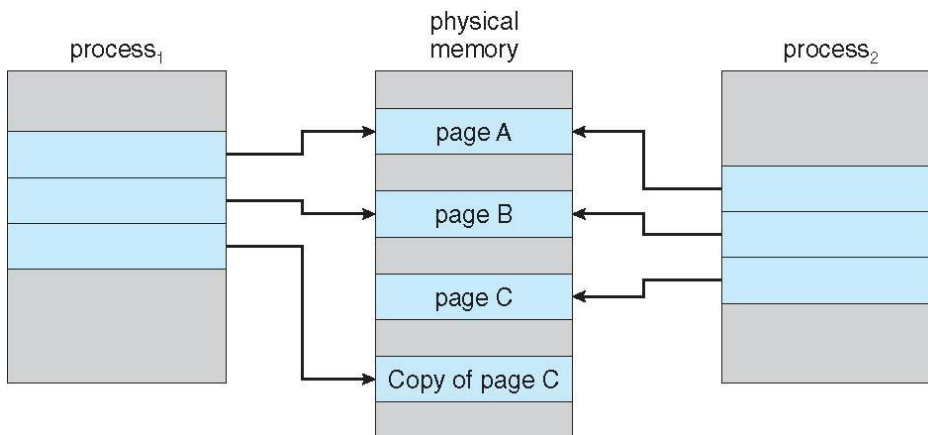 process₁
physical
memory
process₂
page A
page B
page C
Copy of page C